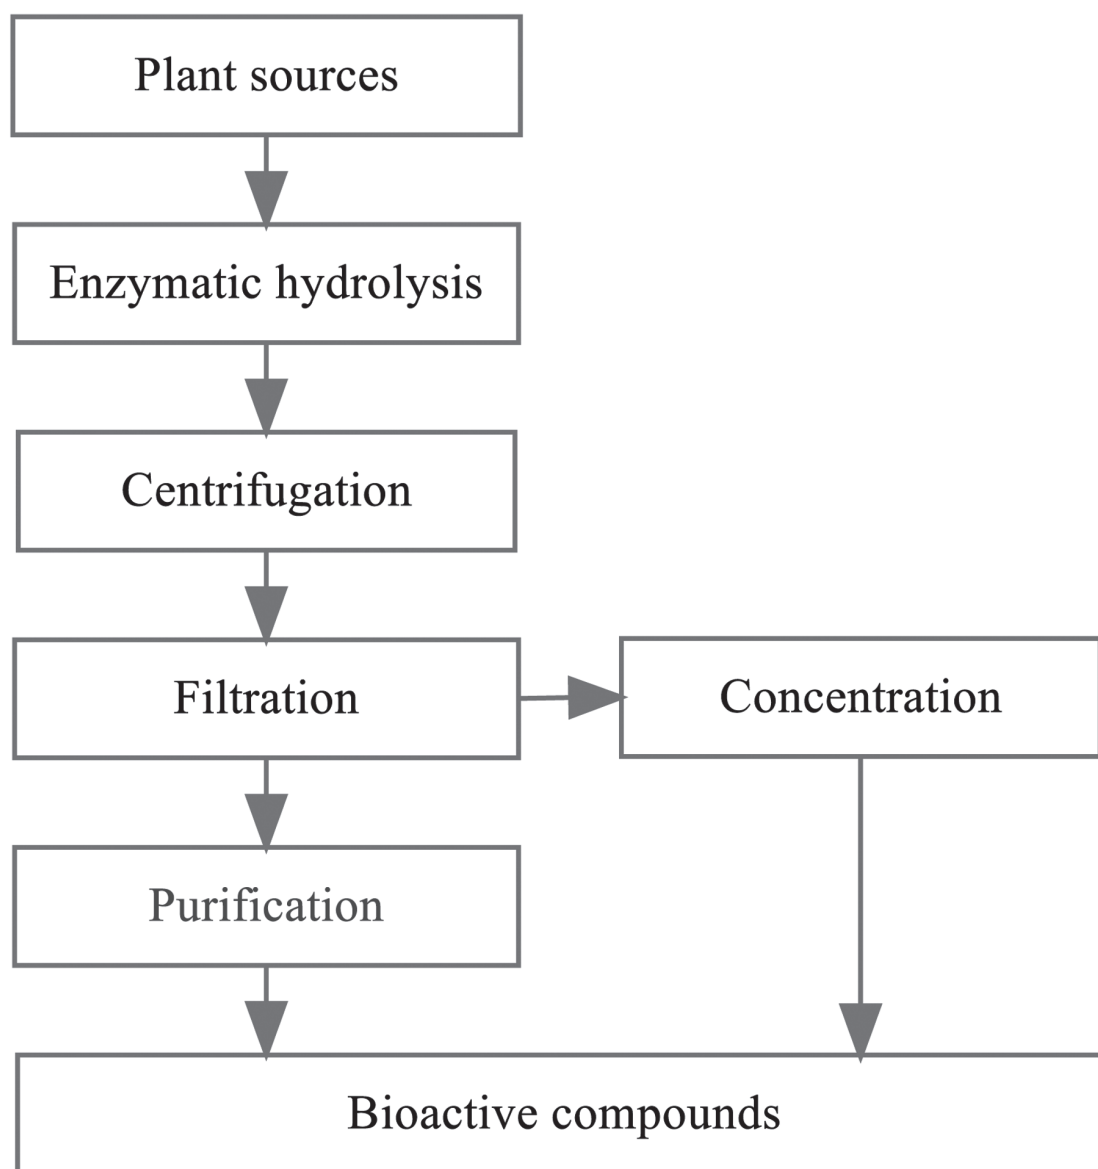 Plant sources
Enzymatic hydrolysis
Centrifugation
Filtration
Concentration
Purification
Bioactive compounds